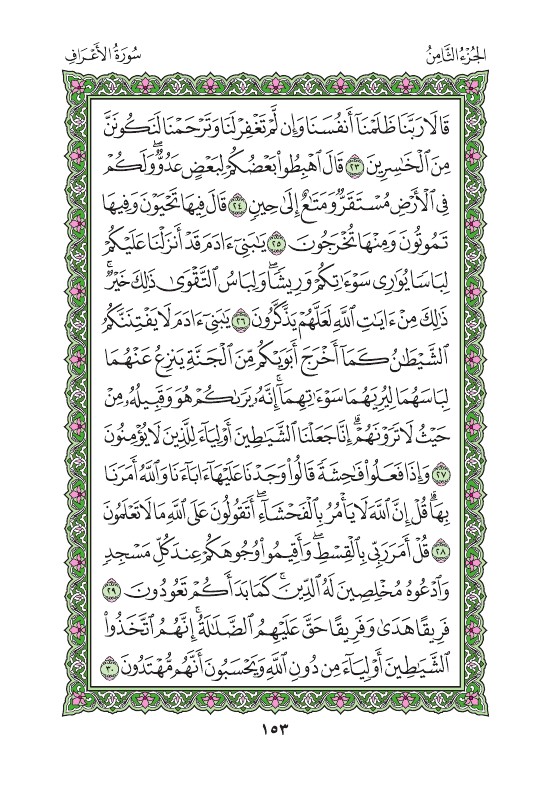 الجُزْءُ الثَّامِنُ
سُورَةُ الأَعْرَافِ
قَالَا رَبَّنَا ظَلَمْنَآ أَنفُسَنَا وَإِن لَّمْ تَغْفِرْ لَنَا وَتَرْحَمْنَا لَنَكُونَنَّ
مِنَ ٱلْخَٰسِرِينَ ٢٣ قَالَ ٱهْبِطُوا۟ بَعْضُكُمْ لِبَعْضٍ عَدُوٌّ ۖ وَلَكُمْ
فِى ٱلْأَرْضِ مُسْتَقَرٌّ وَمَتَٰعٌ إِلَىٰ حِينٍ ٢٤ قَالَ فِيهَا تَحْيَوْنَ وَفِيهَا
تَمُوتُونَ وَمِنْهَا تُخْرَجُونَ ٢٥ يَٰبَنِىٓ ءَادَمَ قَدْ أَنزَلْنَا عَلَيْكُمْ
لِبَاسًا يُوَٰرِى سَوْءَٰتِكُمْ وَرِيشًا ۖ وَلِبَاسُ ٱلتَّقْوَىٰ ذَٰلِكَ خَيْرٌ ۚ
ذَٰلِكَ مِنْ ءَايَٰتِ ٱللَّهِ لَعَلَّهُمْ يَذَّكَّرُونَ ٢٦ يَٰبَنِىٓ ءَادَمَ لَا يَفْتِنَنَّكُمُ
ٱلشَّيْطَٰنُ كَمَآ أَخْرَجَ أَبَوَيْكُم مِّنَ ٱلْجَنَّةِ يَنزِعُ عَنْهُمَا
لِبَاسَهُمَا لِيُرِيَهُمَا سَوْءَٰتِهِمَآ ۗ إِنَّهُۥ يَرَىٰكُمْ هُوَ وَقَبِيلُهُۥ مِنْ
حَيْثُ لَا تَرَوْنَهُمْ ۗ إِنَّا جَعَلْنَا ٱلشَّيَٰطِينَ أَوْلِيَآءَ لِلَّذِينَ لَا يُؤْمِنُونَ
٢٧ وَإِذَا فَعَلُوا۟ فَٰحِشَةً قَالُوا۟ وَجَدْنَا عَلَيْهَآ ءَابَآءَنَا وَٱللَّهُ أَمَرَنَا
بِهَا ۗ قُلْ إِنَّ ٱللَّهَ لَا يَأْمُرُ بِٱلْفَحْشَآءِ ۖ أَتَقُولُونَ عَلَى ٱللَّهِ مَا لَا تَعْلَمُونَ
٢٨ قُلْ أَمَرَ رَبِّى بِٱلْقِسْطِ ۖ وَأَقِيمُوا۟ وُجُوهَكُمْ عِندَ كُلِّ مَسْجِدٍ
وَٱدْعُوهُ مُخْلِصِينَ لَهُ ٱلدِّينَ ۚ كَمَا بَدَأَكُمْ تَعُودُونَ ٢٩
فَرِيقًا هَدَىٰ وَفَرِيقًا حَقَّ عَلَيْهِمُ ٱلضَّلَٰلَةُ ۗ إِنَّهُمُ ٱتَّخَذُوا۟
ٱلشَّيَٰطِينَ أَوْلِيَآءَ مِن دُونِ ٱللَّهِ وَيَحْسَبُونَ أَنَّهُم مُّهْتَدُونَ ٣٠
١٥٣